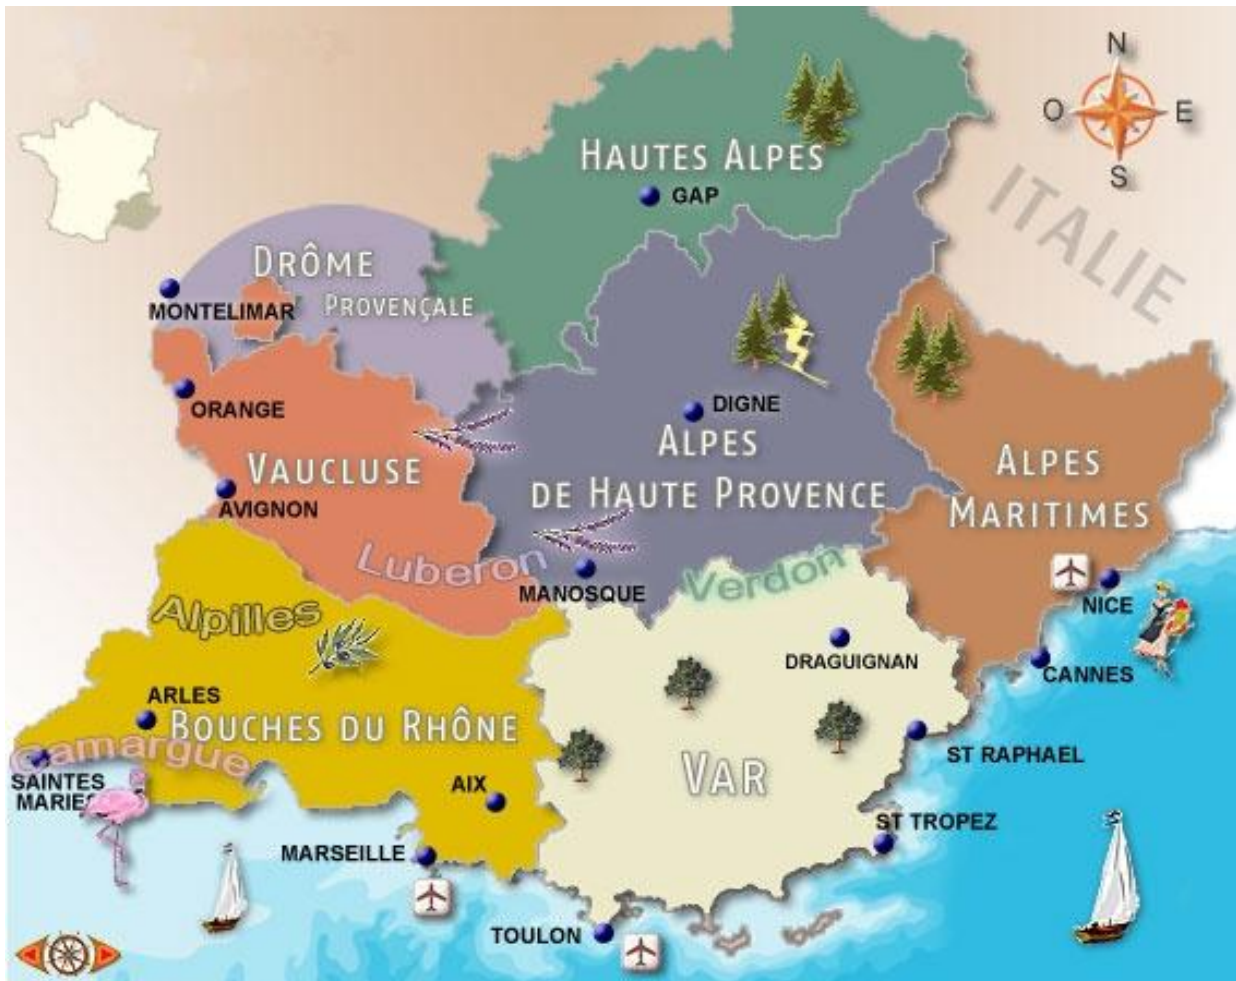 N
O E
S
ITALIE
HAUTES ALPES
GAP
DRÔME
PROVENÇALE
MONTELIMAR
ORANGE
VAUCLUSE
AVIGNON
Luberon
DIGNE
ALPES
DE HAUTE PROVENCE
MANOSQUE
Verdon
ALPES
MARITIMES
NICE
CANNES
Alpilles
ARLES
BOUCHES DU RHÔNE
Camargue
SAINTES
MARIES
AIX
MARSEILLE
DRAGUIGNAN
VAR
ST RAPHAEL
ST TROPEZ
TOULON